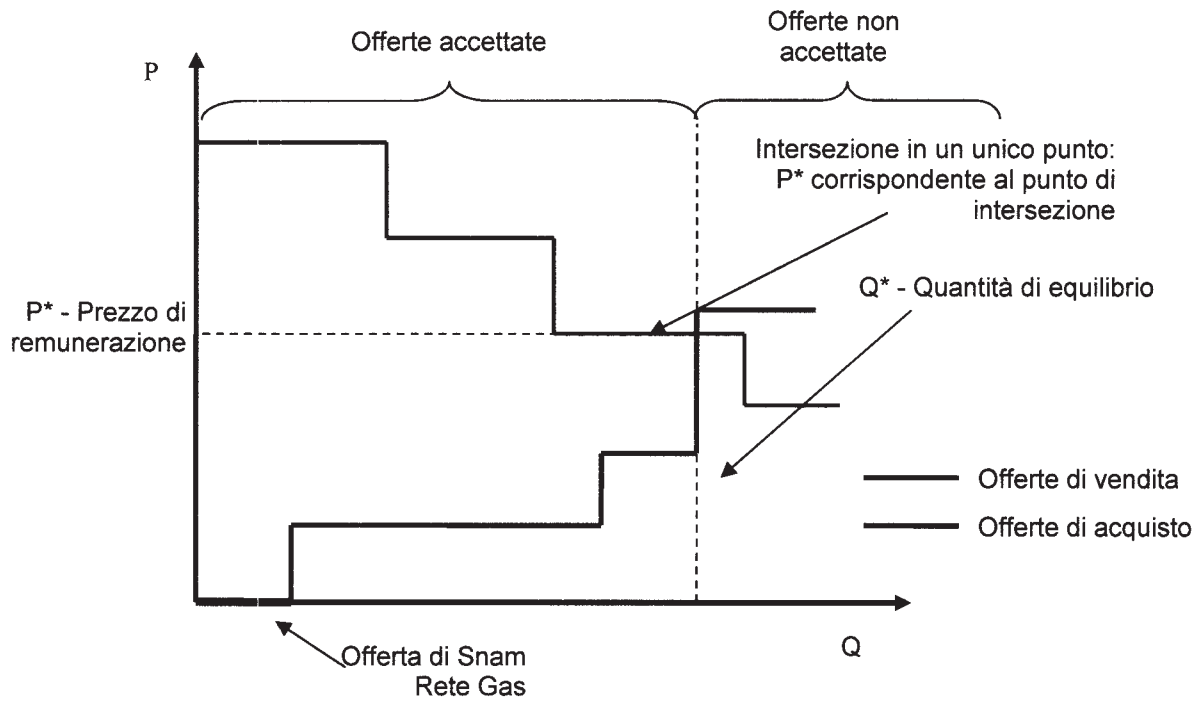 Offerte accettate
Offerte non
accettate
P
Intersezione in un unico punto:
P* corrispondente al punto di
intersezione
Q* - Quantità di equilibrio
P* - Prezzo di
remunerazione
Offerte di vendita
Offerte di acquisto
Q
Offerta di Snam
Rete Gas